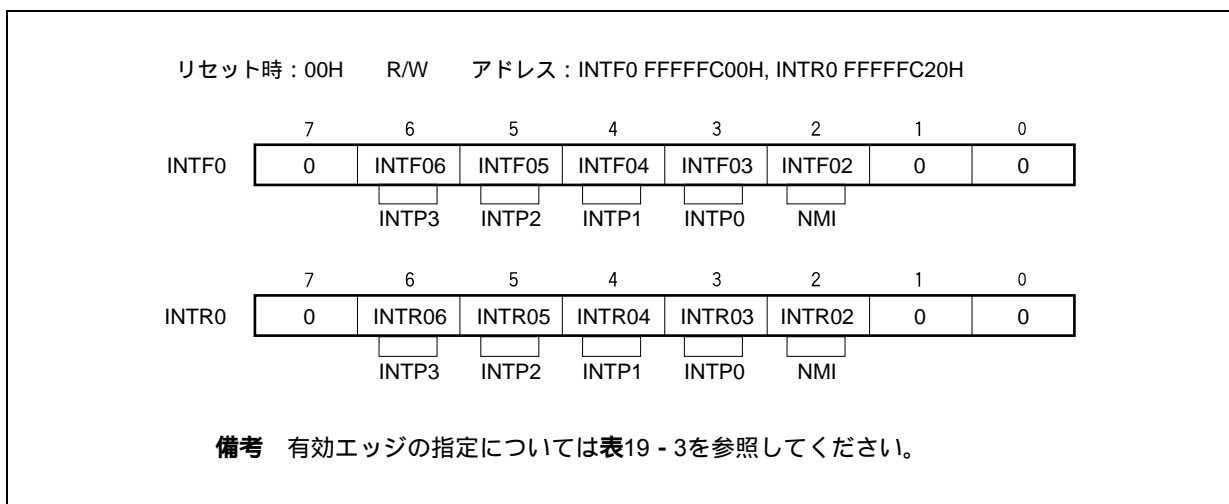 リセット時：00H R/W アドレス：INTF0 FFFFFC00H, INTR0 FFFFFC20H
7 6 5 4 3 2 1 0
INTF0 0 INTF06 INTF05 INTF04 INTF03 INTF02 0 0
INTP3 INTP2 INTP1 INTP0 NMI
7 6 5 4 3 2 1 0
INTR0 0 INTR06 INTR05 INTR04 INTR03 INTR02 0 0
INTP3 INTP2 INTP1 INTP0 NMI
備考 有効エッジの指定については表19 - 3を参照してください。